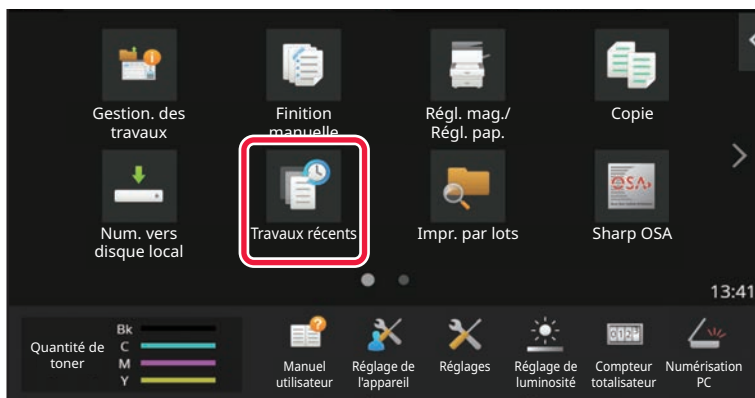 Gestion. des
travaux
Finition
manuelle
Régl. mag./
Régl. pap.
Copie
Num. vers
disque local
Travaux récents
Impr. par lots
OSA
Sharp OSA
13:41
Quantité de
toner
Bk
C
M
Y
Manuel
utilisateur
Réglage de
l'appareil
Réglages
Réglage de
luminosité
Compteur
totalisateur
Numérisation
PC